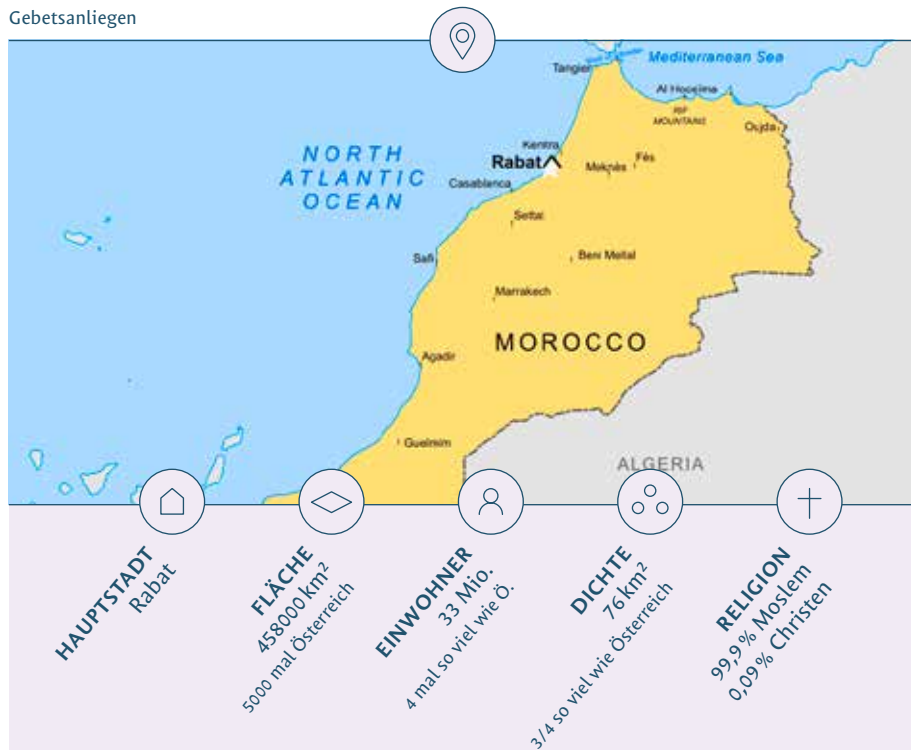 Gebetsanliegen
Mediterranean Sea
Tangier
Al Hoceima
RIF
MOUNTAINS
Oujda
Kentra
NORTH
ATLANTIC
OCEAN
Rabat
Fés
Meknès
Casablanca
Settat
Safi
Beni Mellal
Marrakech
MOROCCO
Agadir
Guelmim
ALGERIA
HAUPTSTADT
Rabat
FLÄCHE
458000 km²
5000 mal Österreich
EINWOHNER
33 Mio.
4 mal so viel wie Ö.
DICHTE
76 km²
3/4 so viel wie Österreich
RELIGION
99,9% Moslem
0,09% Christen